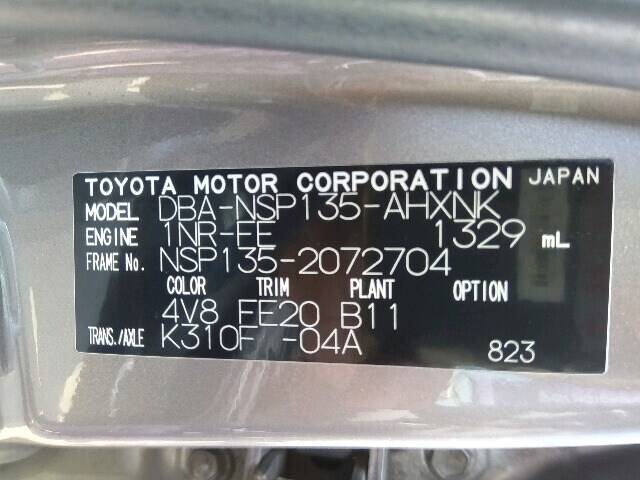 TOYOTA MOTOR CORPORATION JAPAN
MODEL DBA-NSP135-AHXNK
ENGINE 1NR-FE 1329 mL
FRAME No. NSP135-2072704
COLOR TRIM PLANT OPTION
4V8 FE20 B11
TRANS./AXLE K310F -04A 823